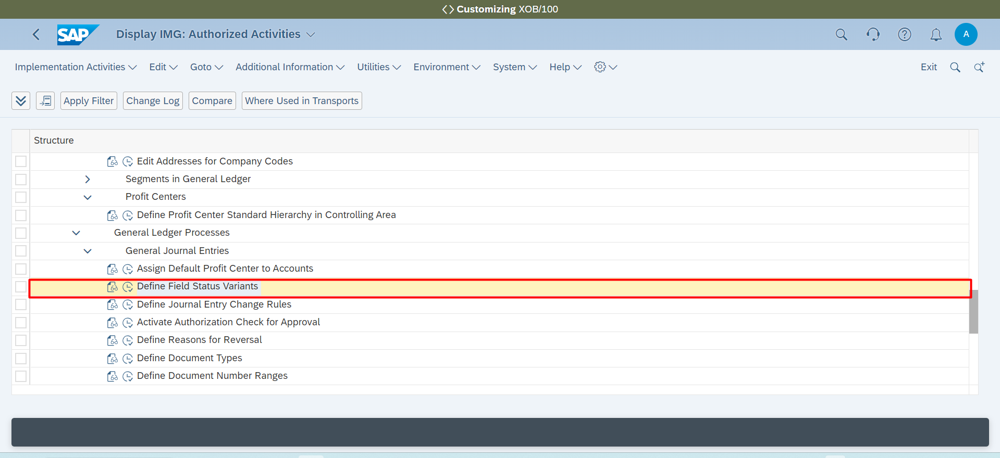 Customizing XOB/100
SAP Display IMG: Authorized Activities A
Implementation Activities Edit Goto Additional Information Utilities Environment System Help Exit
Apply Filter Change Log Compare Where Used in Transports
Structure
Edit Addresses for Company Codes
Segments in General Ledger
Profit Centers
Define Profit Center Standard Hierarchy in Controlling Area
General Ledger Processes
General Journal Entries
Assign Default Profit Center to Accounts
Define Field Status Variants
Define Journal Entry Change Rules
Activate Authorization Check for Approval
Define Reasons for Reversal
Define Document Types
Define Document Number Ranges